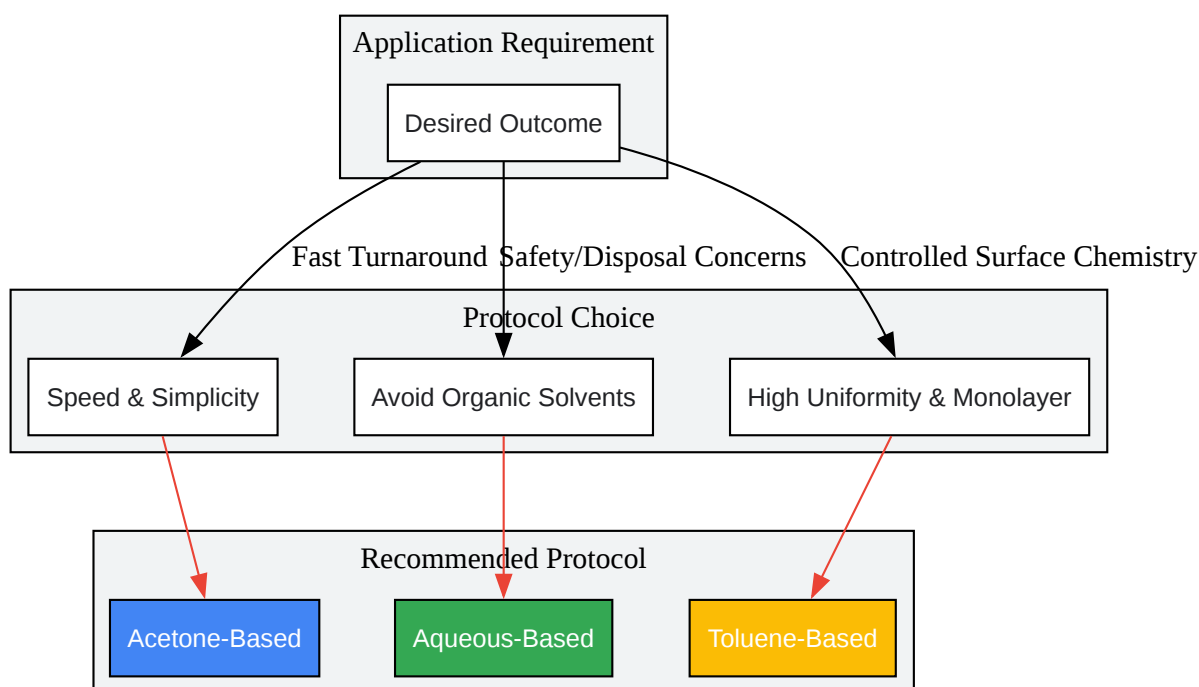 Application Requirement
Desired Outcome
Fast Turnaround
Safety/Disposal Concerns
Controlled Surface Chemistry
Protocol Choice
Speed & Simplicity
Avoid Organic Solvents
High Uniformity & Monolayer
Recommended Protocol
Acetone-Based
Aqueous-Based
Toluene-Based